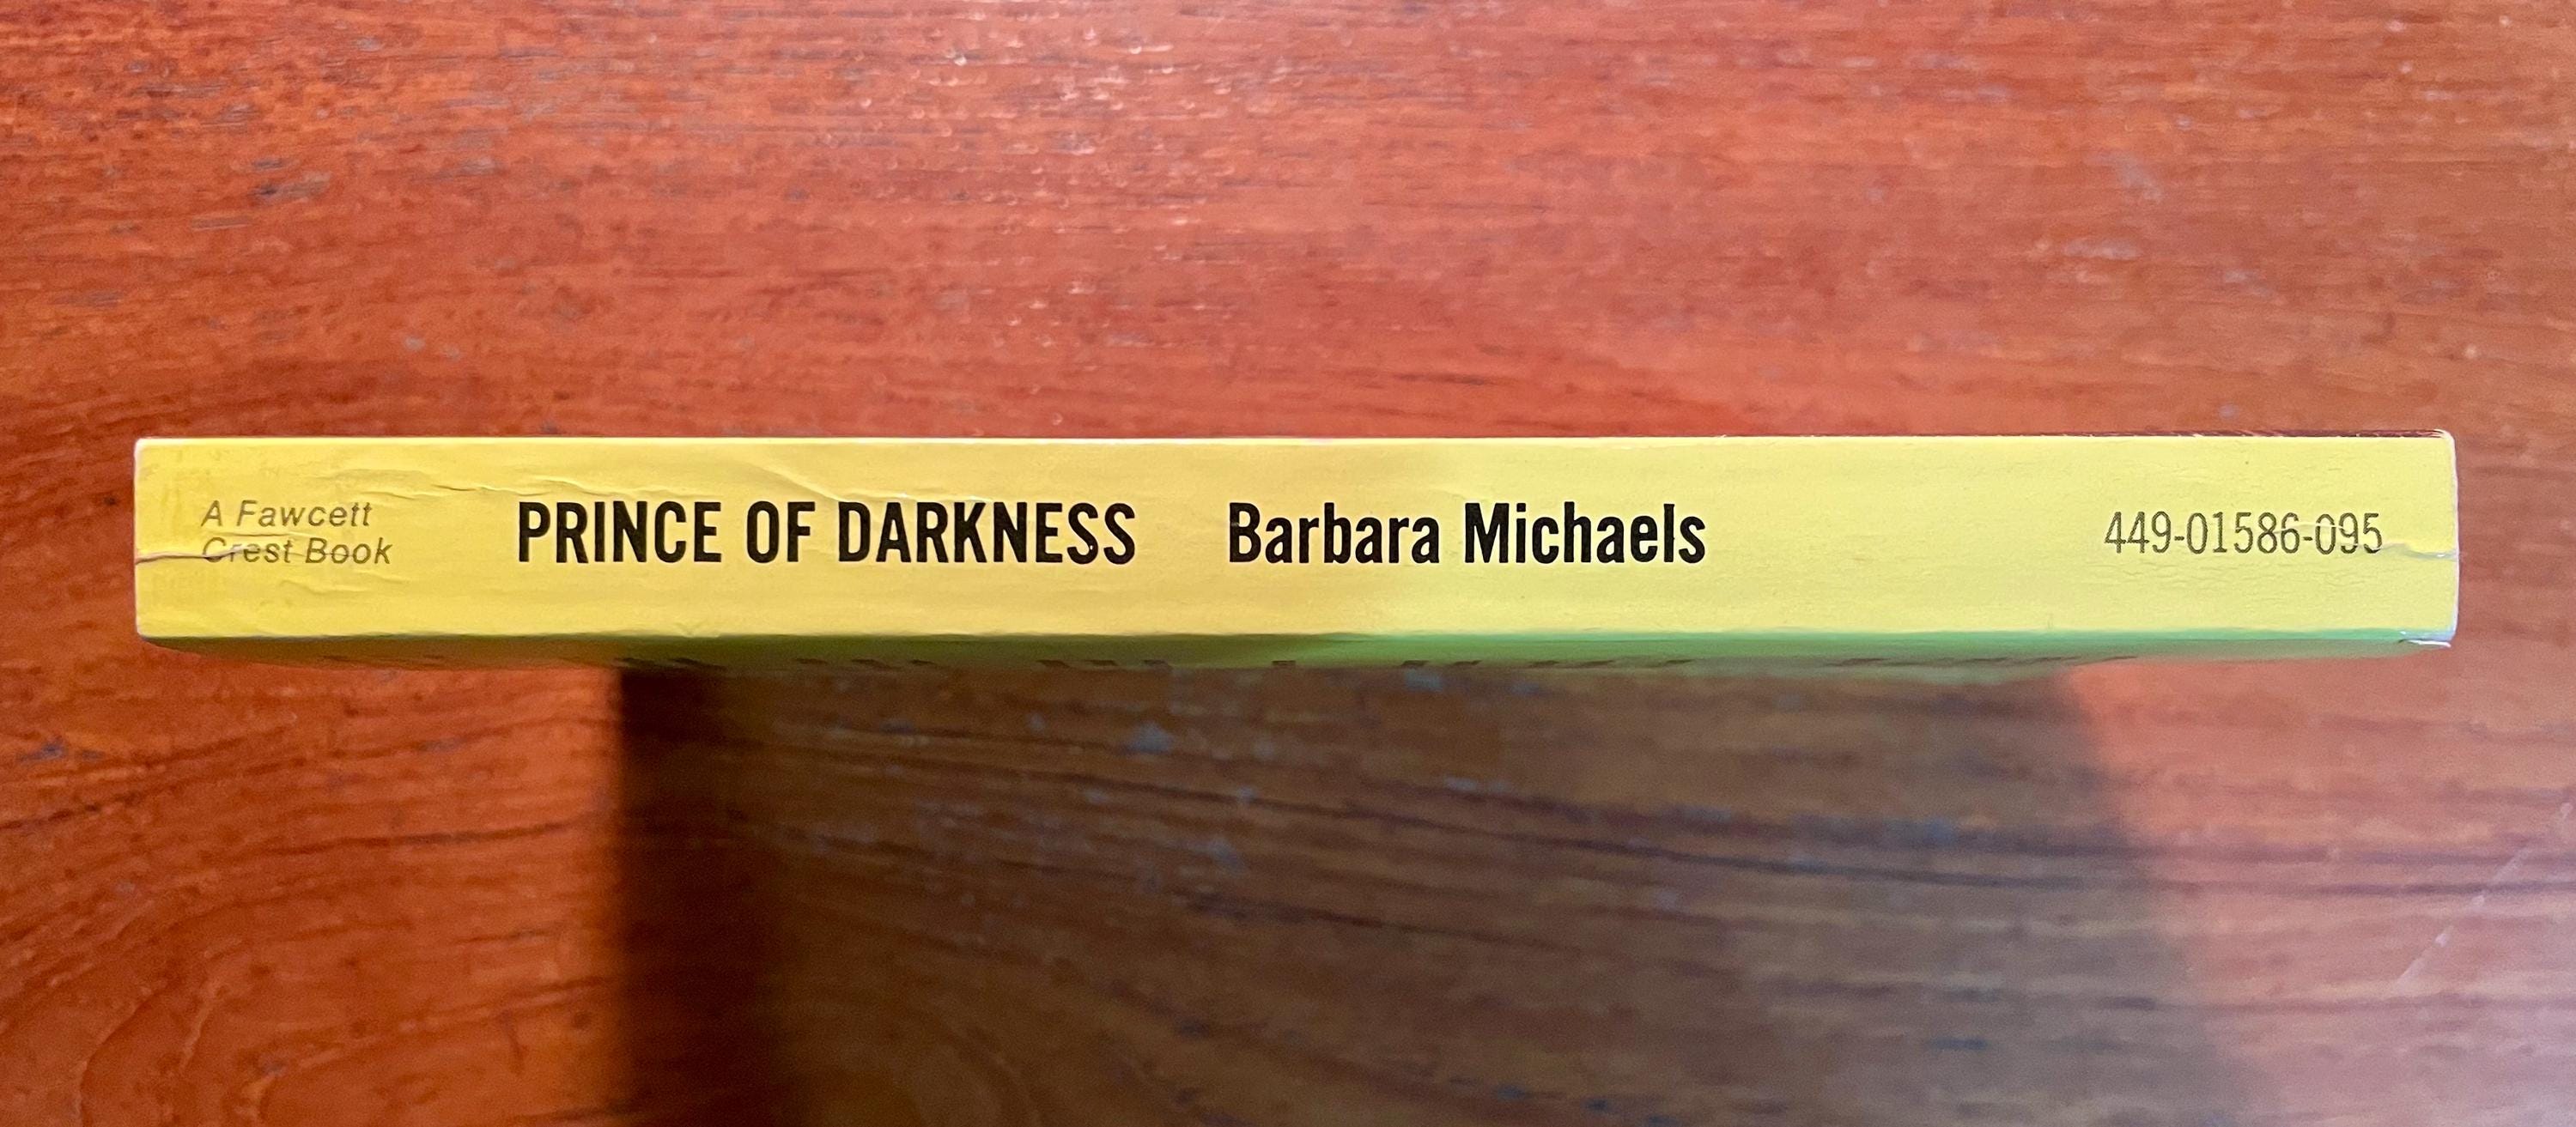 A Fawcett
Crest Book
PRINCE OF DARKNESS Barbara Michaels 449-01586-095